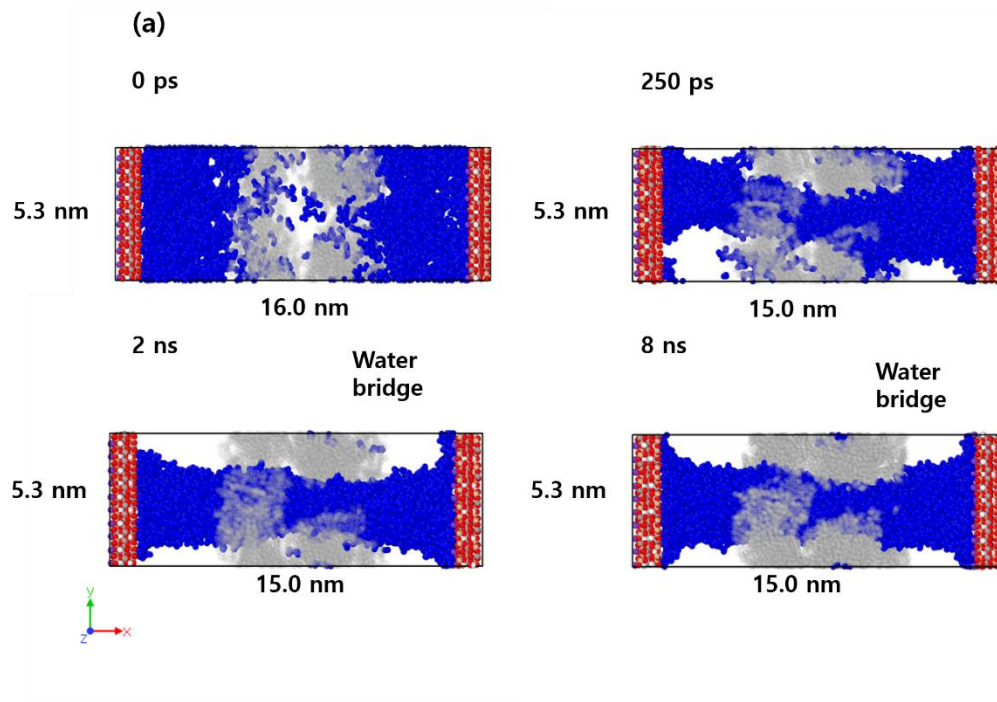 (a)
0 ps
250 ps
5.3 nm
5.3 nm
16.0 nm
15.0 nm
2 ns
Water
bridge
8 ns
Water
bridge
5.3 nm
5.3 nm
15.0 nm
15.0 nm
y
z
x